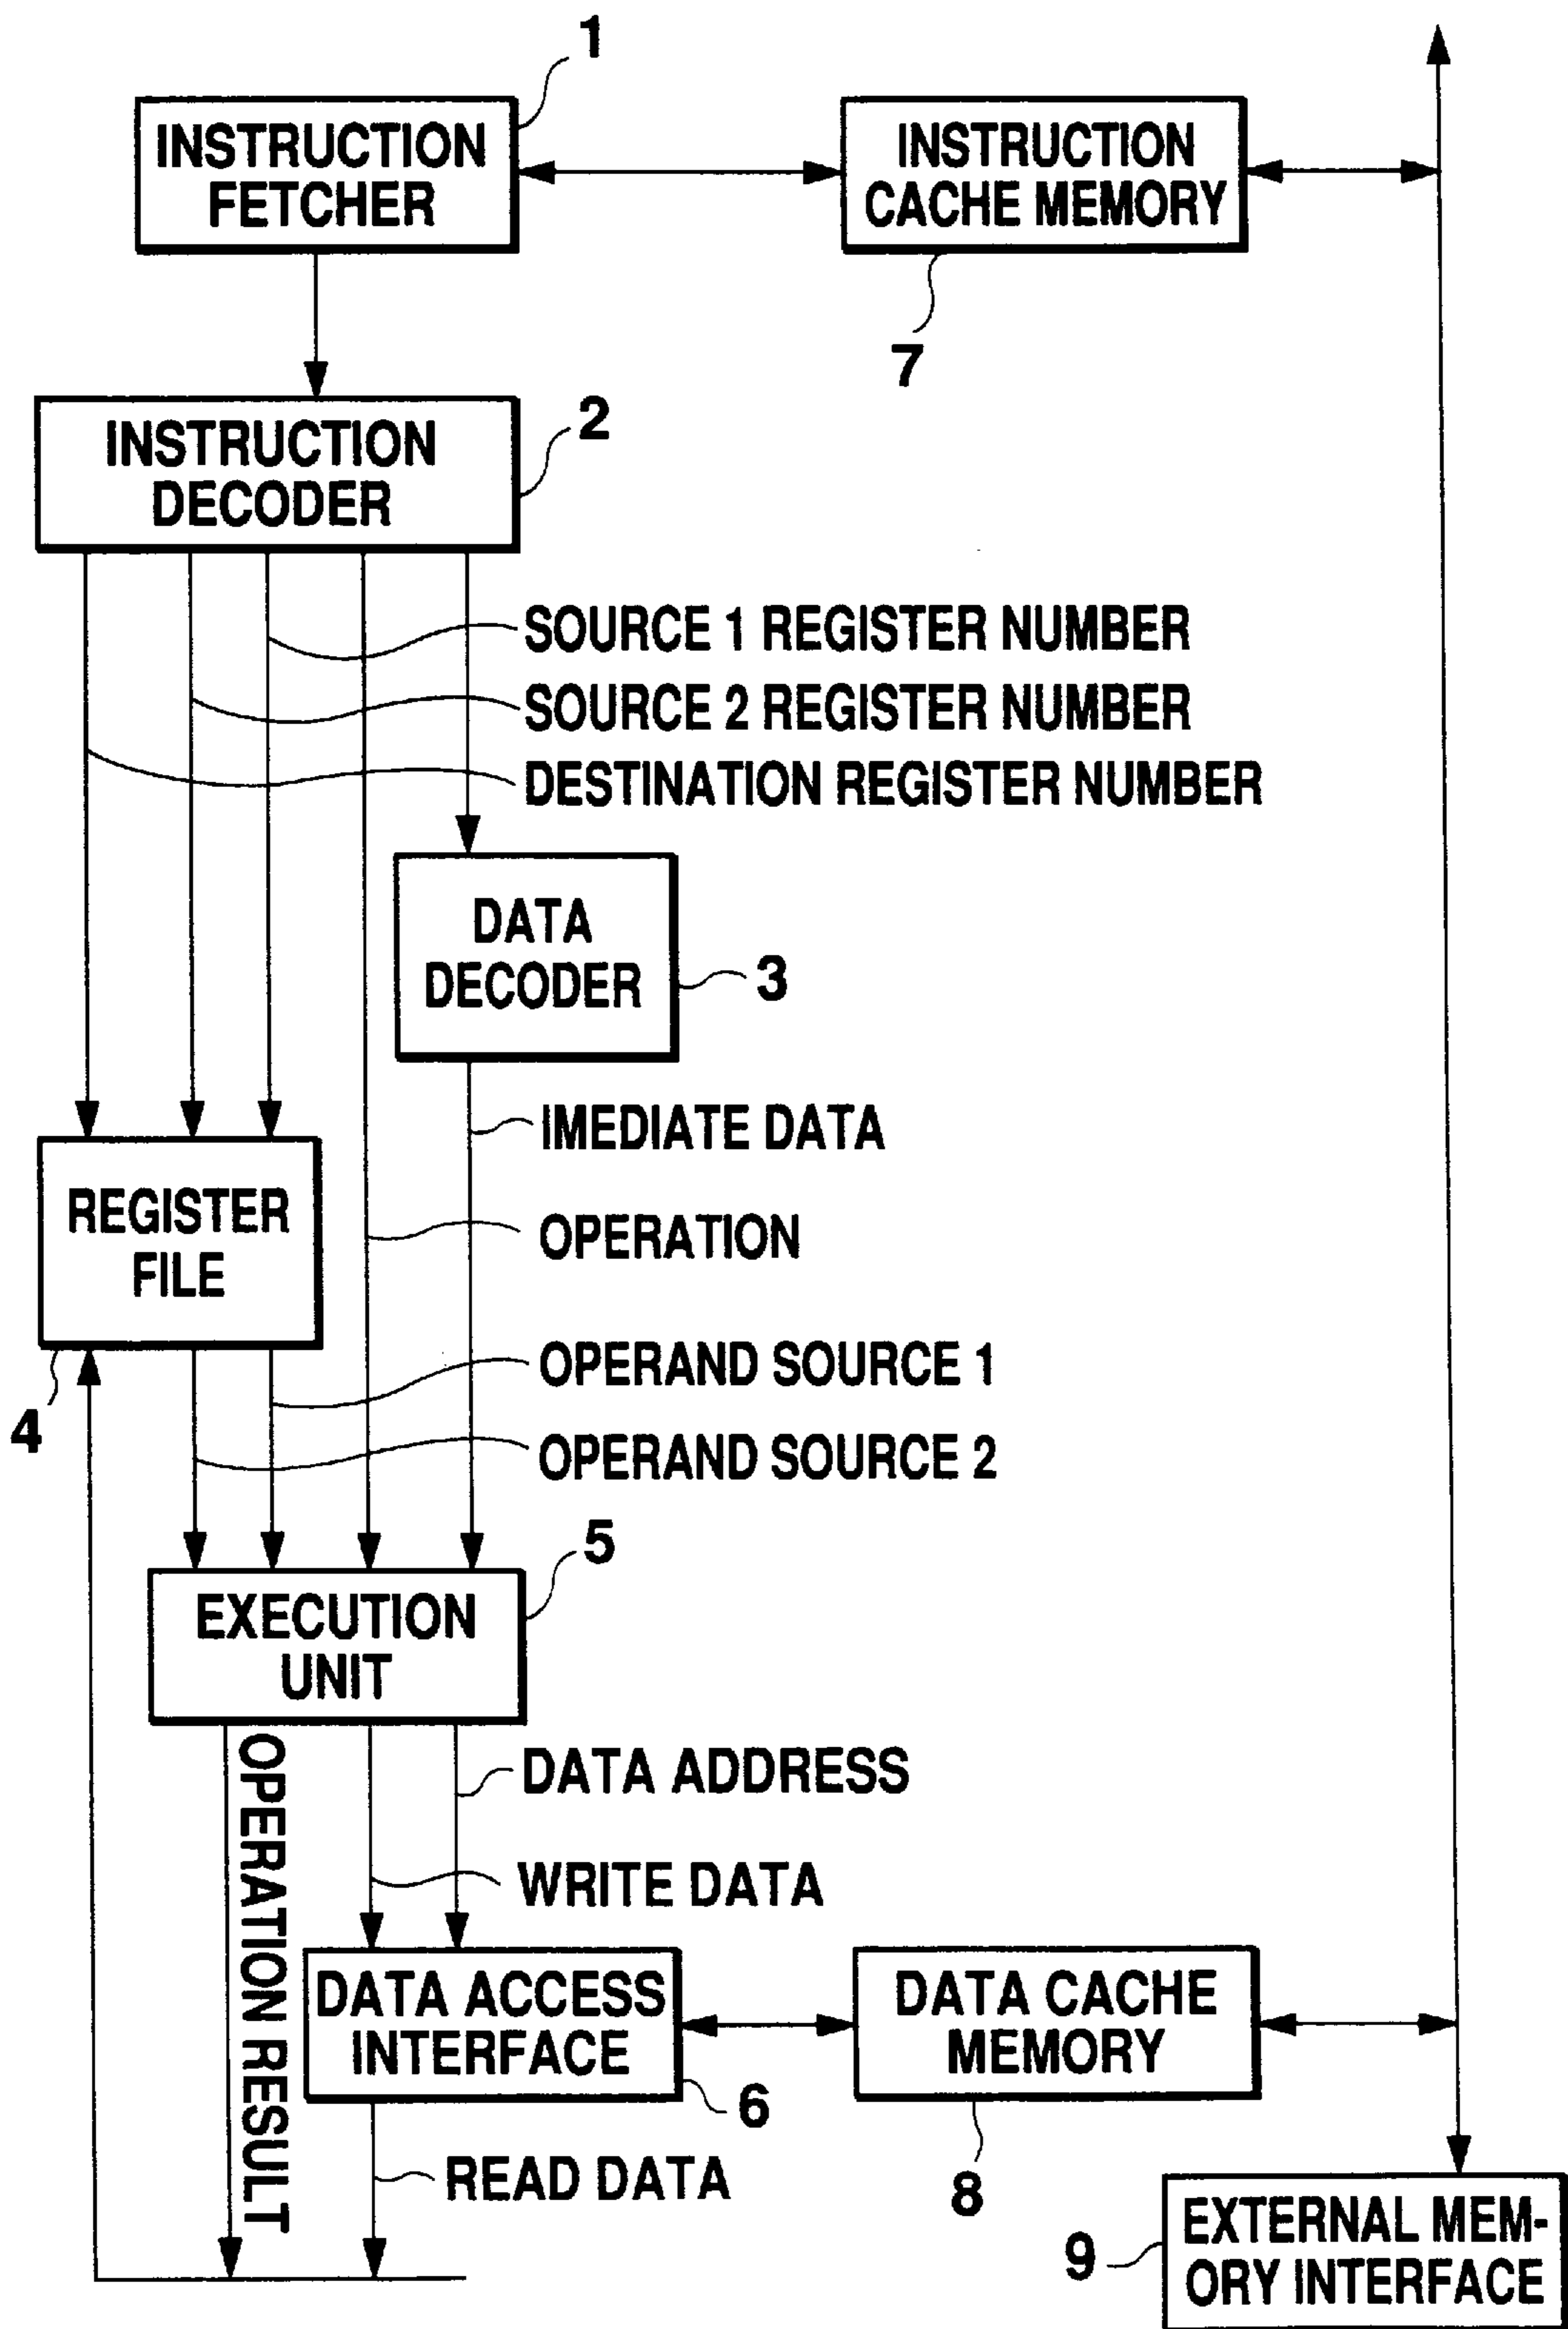 1
INSTRUCTION
FETCHER
INSTRUCTION
CACHE MEMORY
7
2
INSTRUCTION
DECODER
SOURCE 1 REGISTER NUMBER
SOURCE 2 REGISTER NUMBER
DESTINATION REGISTER NUMBER
DATA
DECODER
3
IMEDIATE DATA
REGISTER
FILE
OPERATION
4
OPERAND SOURCE 1
OPERAND SOURCE 2
5
EXECUTION
UNIT
OPERATION RESULT
DATA ADDRESS
WRITE DATA
DATA ACCESS
INTERFACE
6
DATA CACHE
MEMORY
8
READ DATA
9
EXTERNAL MEM-
ORY INTERFACE